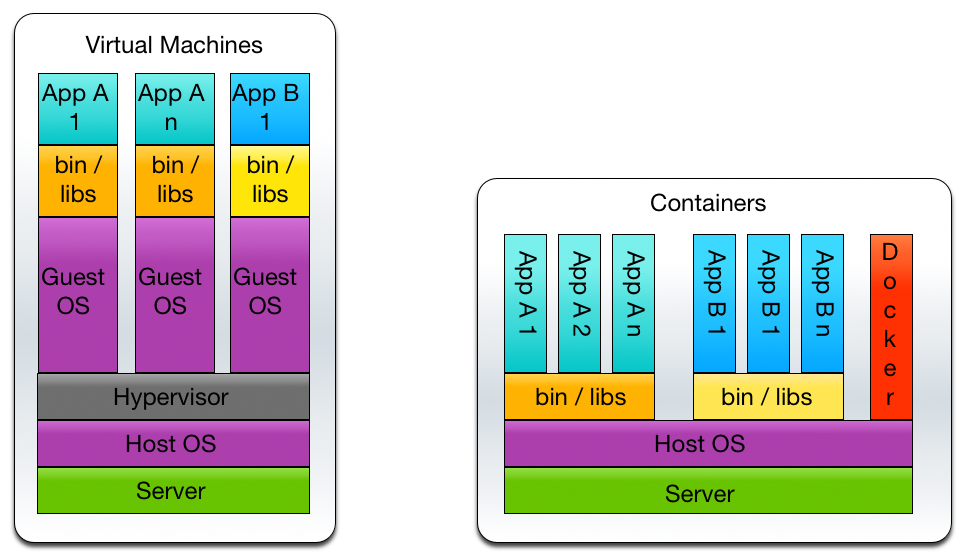 Virtual Machines
App A
1
App A
n
App B
1
bin /
libs
bin /
libs
bin /
libs
Guest
OS
Guest
OS
Guest
OS
Hypervisor
Host OS
Server
Containers
App A 1
App A 2
App A n
App B 1
App B 1
App B n
Docker
bin / libs
bin / libs
Host OS
Server